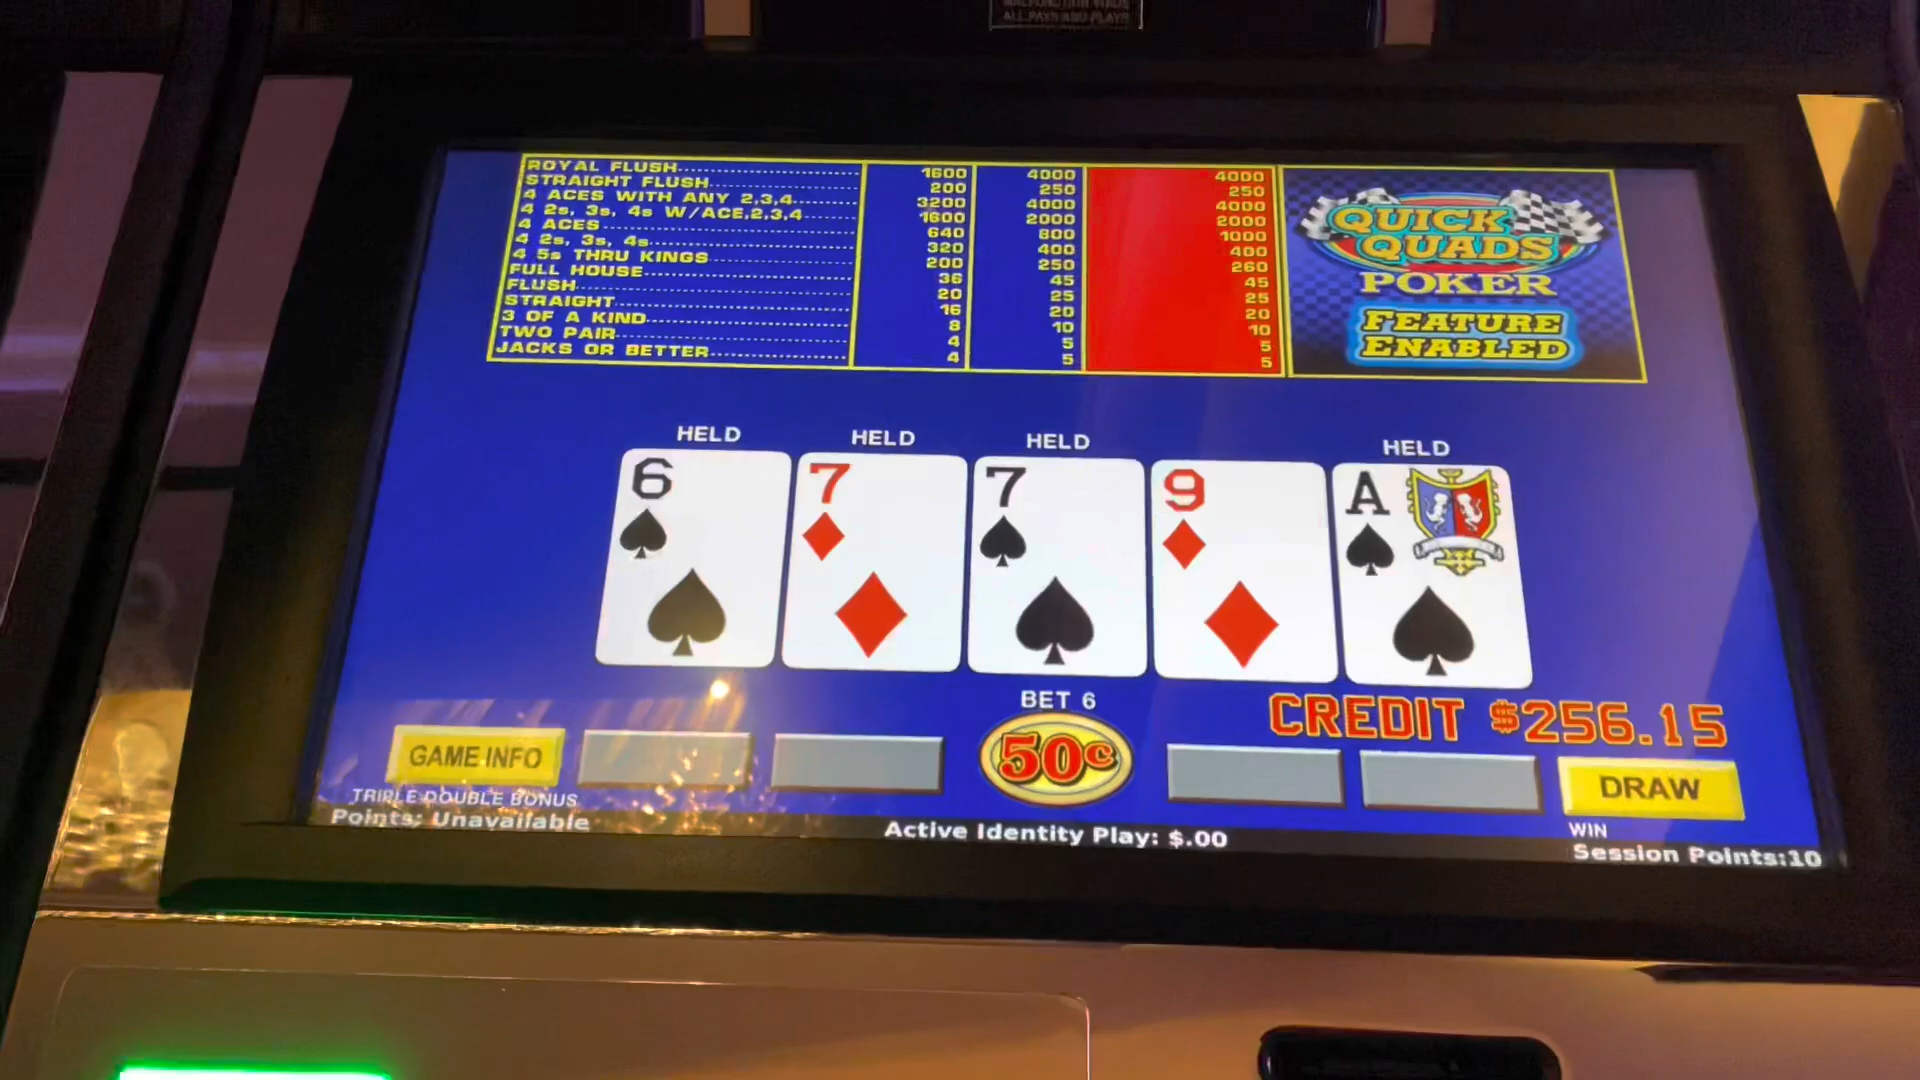 MALFUNCTION VOIDS
ALL PAYS AND PLAYS
ROYAL FLUSH 1600 4000 4000
STRAIGHT FLUSH 200 250 250
4 ACES WITH ANY 2,3,4 3200 4000 4000
4 2s, 3s, 4s W/ACE,2,3,4 1600 2000 2000
4 ACES 640 800 1000
4 2s, 3s, 4s 320 400 400
4 5s THRU KINGS 200 250 260
FULL HOUSE 36 45 45
FLUSH 20 25 25
STRAIGHT 16 20 20
3 OF A KIND 8 10 10
TWO PAIR 4 5 5
JACKS OR BETTER 4 5 5
QUICK
QUADS
POKER
FEATURE
ENABLED
HELD HELD HELD HELD
6 7 7 9 A
BET 6
CREDIT $256.15
GAME INFO
50¢
DRAW
TRIPLE DOUBLE BONUS
WIN
Points: Unavailable
Active Identity Play: $.00
Session Points:10